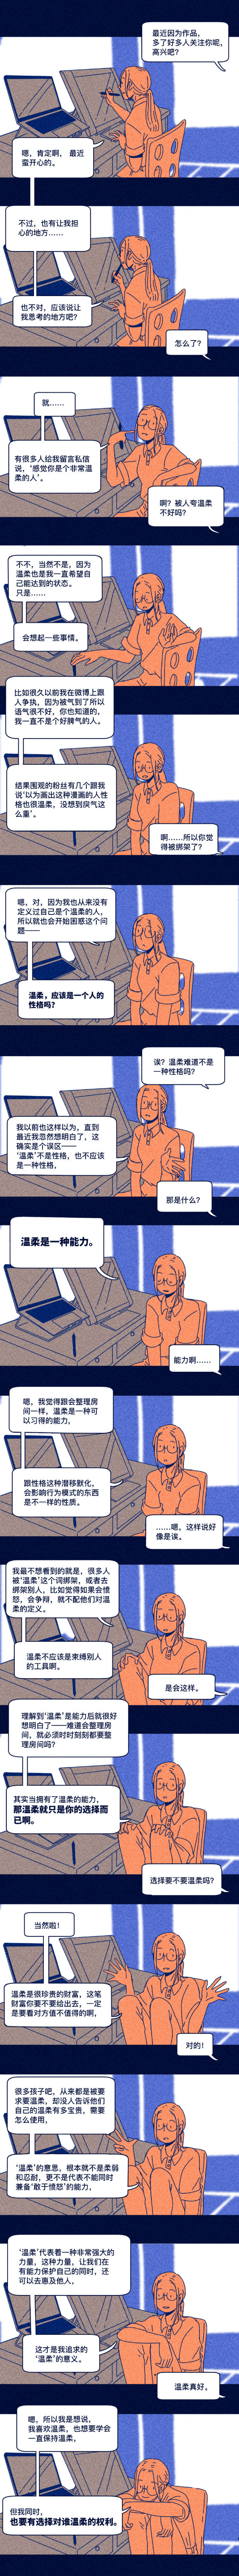 最近因为作品，
多了好多人关注你呢，
高兴吧？
嗯，肯定啊， 最近
蛮开心的。
不过，也有让我担
心的地方……
也不对，应该说让
我思考的地方吧？
怎么了？
就……
有很多人给我留言私信
说，‘感觉你是个非常温
柔的人’。
啊？被人夸温柔
不好吗？
不不，当然不是，因为
温柔也是我一直希望自
己能达到的状态。
只是……
会想起一些事情。
比如很久以前我在微博上跟
人争执，因为被气到了所以
语气很不好，你也知道的，
我一直不是个好脾气的人。
结果围观的粉丝有几个跟我
说‘以为画出这种漫画的人性
格也很温柔，没想到戾气这
么重’。
啊……所以你觉
得被绑架了？
嗯，对，因为我也从来没有
定义过自己是个温柔的人，
所以就也会开始困惑这个问
题——
温柔，应该是一个人的
性格吗？
诶？温柔难道不是
一种性格吗？
我以前也这样以为，直到
最近我忽然想明白了，这
确实是个误区——
‘温柔’不是性格，也不应该
是一种性格，
那是什么？
温柔是一种能力。
能力啊……
嗯，我觉得跟会整理房
间一样，温柔是一种可
以习得的能力，
跟性格这种潜移默化，
会影响行为模式的东西
是不一样的性质。
……嗯，这样说好
像是诶。
我最不想看到的就是，很多人
被‘温柔’这个词绑架，或者去
绑架别人，比如觉得如果会愤
怒，会争辩，就不配他们对温
柔的定义。
温柔不应该是束缚别人
的工具啊。
是会这样。
理解到‘温柔’是能力后就很好
想明白了——难道会整理房
间，就必须时时刻刻都要整
理房间吗？
其实当拥有了温柔的能力，
那温柔就只是你的选择而
已啊。
选择要不要温柔吗？
当然啦！
温柔是很珍贵的财富，这笔
财富你要不要给出去，一定
是要看对方值不值得的啊，
对的！
很多孩子吧，从来都是被要
求要温柔，却没人告诉他们
自己的温柔有多宝贵，需要
怎么使用，
‘温柔’的意思，根本就不是柔弱
和忍耐，更不是代表不能同时
兼备‘敢于愤怒’的能力，
‘温柔’代表着一种非常强大的
力量，这种力量，让我们在
有能力保护自己的同时，还
可以去惠及他人，
这才是我追求的
‘温柔’的意义。
温柔真好。
嗯，所以我是想说，
我喜欢温柔，也想要学会
一直保持温柔，
但我同时，
也要有选择对谁温柔的权利。